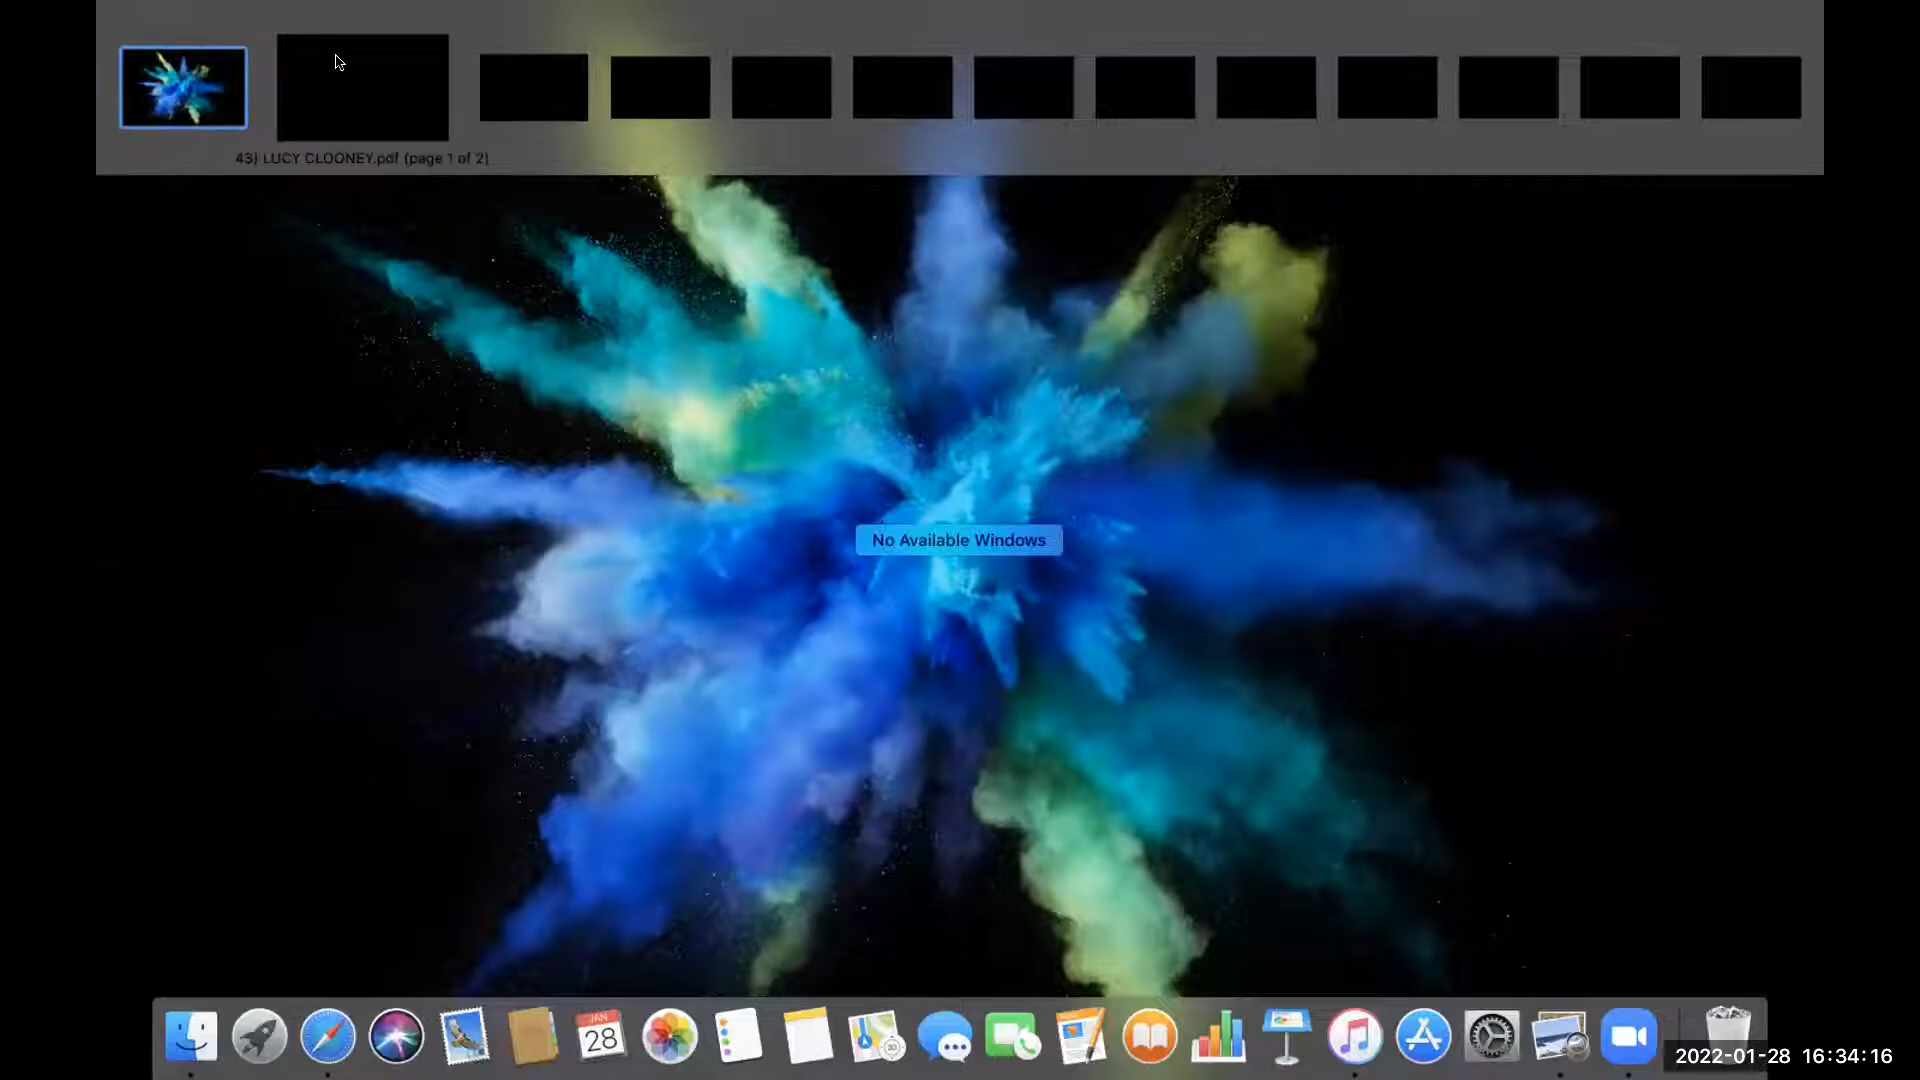 43) LUCY CLOONEY.pdf (page 1 of 2)
No Available Windows
JAN
28
2022-01-28 16:34:16